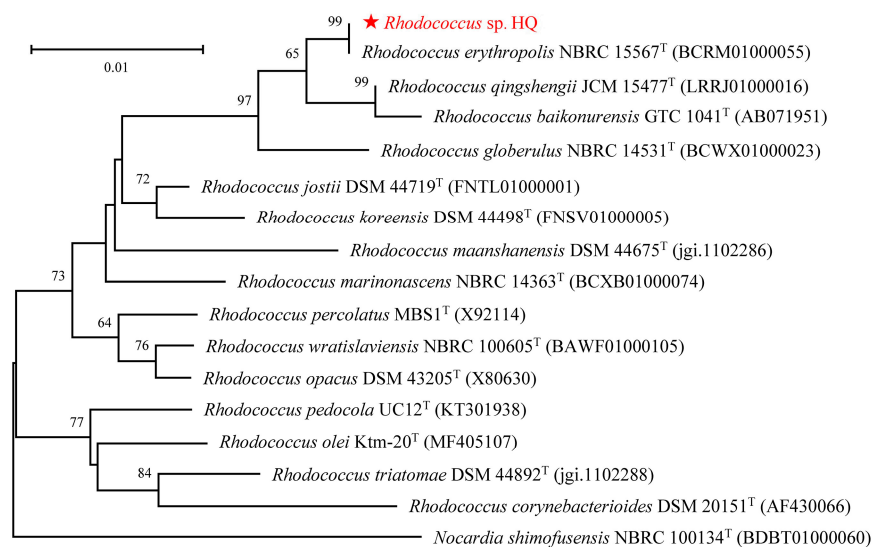 99
★ Rhodococcus sp. HQ
Rhodococcus erythropolis NBRC 15567ᵀ (BCRM01000055)
65
0.01
99
Rhodococcus qingshengii JCM 15477ᵀ (LRRJ01000016)
97
Rhodococcus baikonurensis GTC 1041ᵀ (AB071951)
Rhodococcus globerulus NBRC 14531ᵀ (BCWX01000023)
72
Rhodococcus jostii DSM 44719ᵀ (FNTL01000001)
Rhodococcus koreensis DSM 44498ᵀ (FNSV01000005)
Rhodococcus maanshanensis DSM 44675ᵀ (jgi.1102286)
73
Rhodococcus marinonascens NBRC 14363ᵀ (BCXB01000074)
64
Rhodococcus percolatus MBS1ᵀ (X92114)
76
Rhodococcus wratislaviensis NBRC 100605ᵀ (BAWF01000105)
Rhodococcus opacus DSM 43205ᵀ (X80630)
77
Rhodococcus pedocola UC12ᵀ (KT301938)
Rhodococcus olei Ktm-20ᵀ (MF405107)
84
Rhodococcus triatomae DSM 44892ᵀ (jgi.1102288)
Rhodococcus corynebacterioides DSM 20151ᵀ (AF430066)
Nocardia shimofusensis NBRC 100134ᵀ (BDBT01000060)